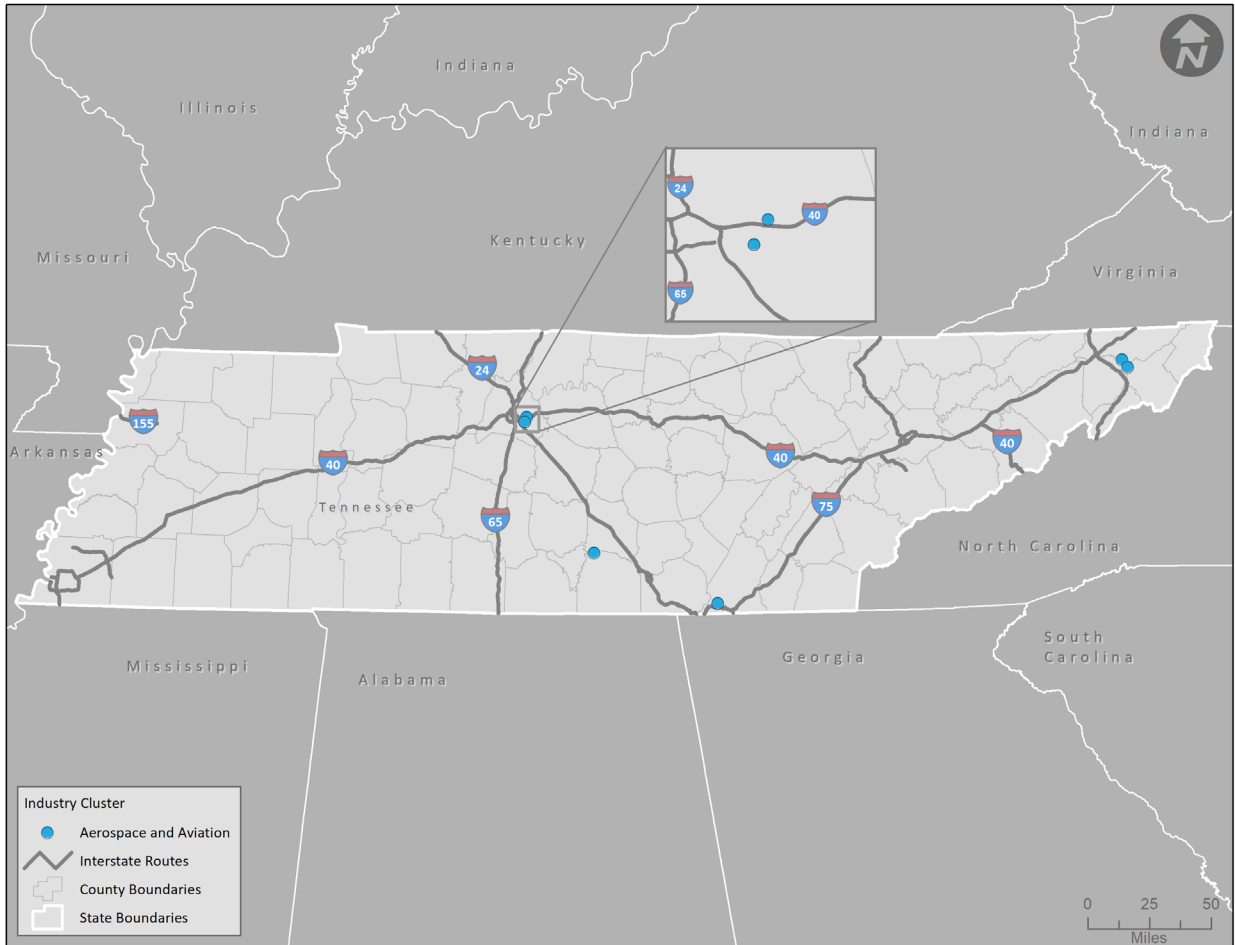 N
Indiana
Illinois
Indiana
24
40
Kentucky
Missouri
Virginia
65
24
155
Arkansas
40
40
40
75
Tennessee
65
North Carolina
South
Carolina
Georgia
Mississippi
Alabama
Industry Cluster
Aerospace and Aviation
Interstate Routes
County Boundaries
State Boundaries
0 25 50
Miles